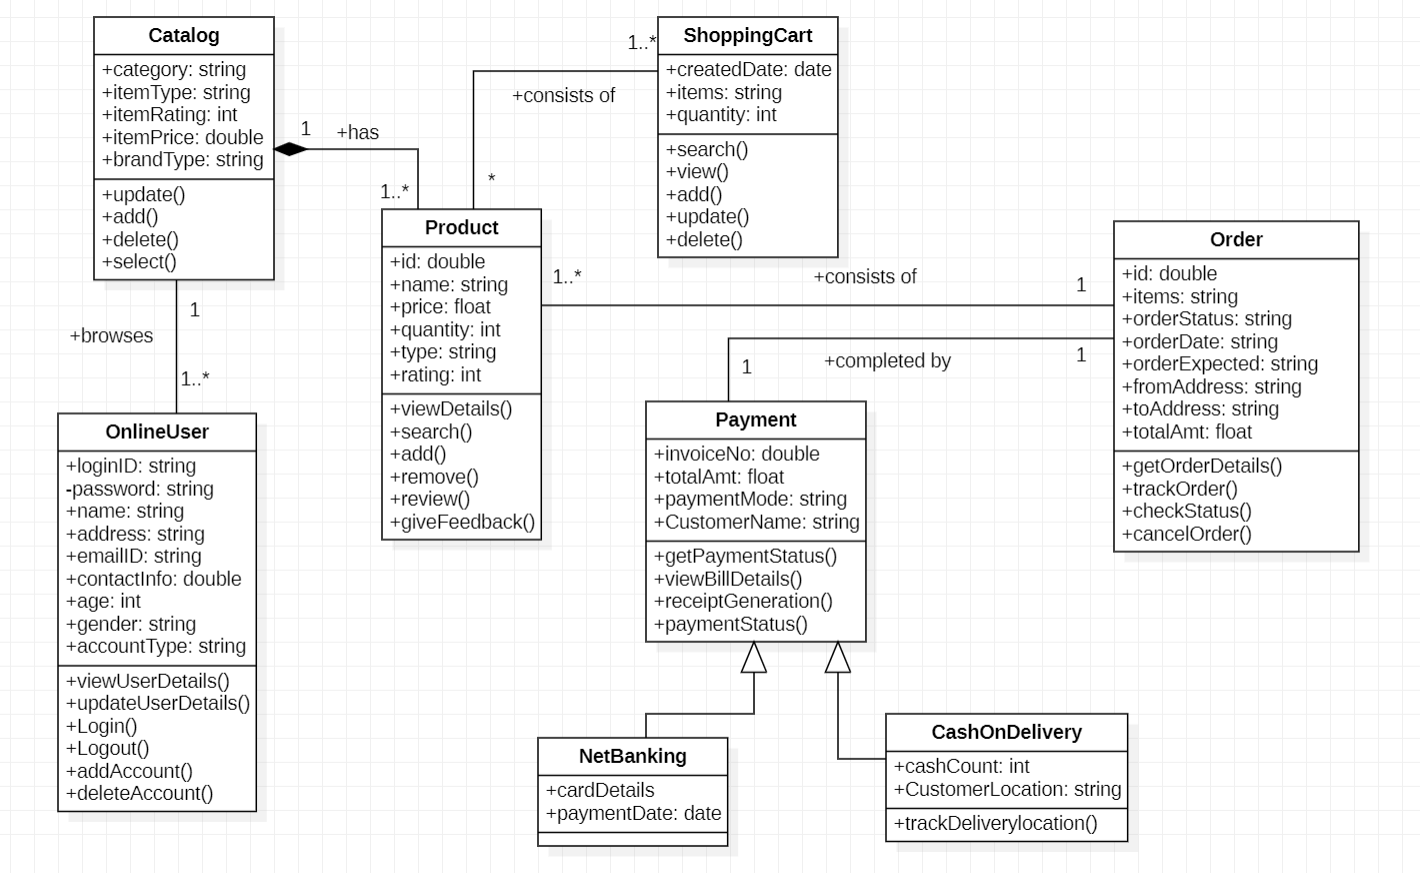 Catalog
+category: string
+itemType: string
+itemRating: int
+itemPrice: double
+brandType: string
+update()
+add()
+delete()
+select()
1
+has
1..*
1..*
+consists of
*
ShoppingCart
+createdDate: date
+items: string
+quantity: int
+search()
+view()
+add()
+update()
+delete()
Product
+id: double
+name: string
+price: float
+quantity: int
+type: string
+rating: int
+viewDetails()
+search()
+add()
+remove()
+review()
+giveFeedback()
1..*
+consists of
1
Order
+id: double
+items: string
+orderStatus: string
+orderDate: string
+orderExpected: string
+fromAddress: string
+toAddress: string
+totalAmt: float
+getOrderDetails()
+trackOrder()
+checkStatus()
+cancelOrder()
1
+browses
1..*
1
+completed by
1
OnlineUser
+loginID: string
-password: string
+name: string
+address: string
+emailID: string
+contactInfo: double
+age: int
+gender: string
+accountType: string
+viewUserDetails()
+updateUserDetails()
+Login()
+Logout()
+addAccount()
+deleteAccount()
Payment
+invoiceNo: double
+totalAmt: float
+paymentMode: string
+CustomerName: string
+getPaymentStatus()
+viewBillDetails()
+receiptGeneration()
+paymentStatus()
NetBanking
+cardDetails
+paymentDate: date
CashOnDelivery
+cashCount: int
+CustomerLocation: string
+trackDeliverylocation()